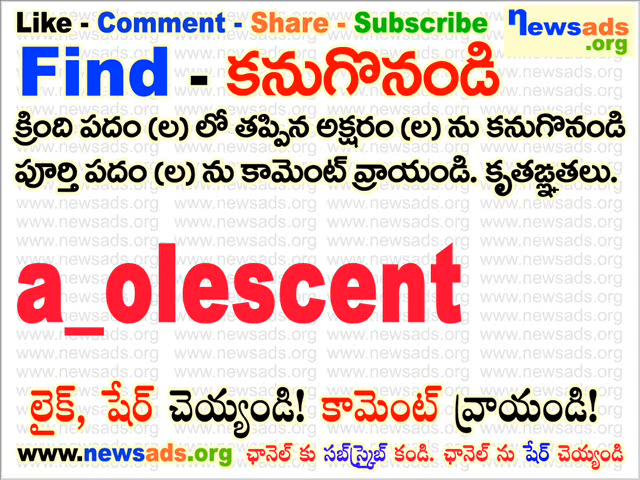 Like - Comment - Share - Subscribe
newsads
.org
Find - కనుగొనండి
క్రింది పదం (ల) లో తప్పిన అక్షరం (ల) ను కనుగొనండి
పూర్తి పదం (ల) ను కామెంట్ వ్రాయండి. కృతఙ్ఞతలు.
a_olescent
లైక్, షేర్ చెయ్యండి! కామెంట్ వ్రాయండి!
www.newsads.org ఛానెల్ కు సబ్‌స్క్రైబ్ కండి. ఛానెల్ ను షేర్ చెయ్యండి